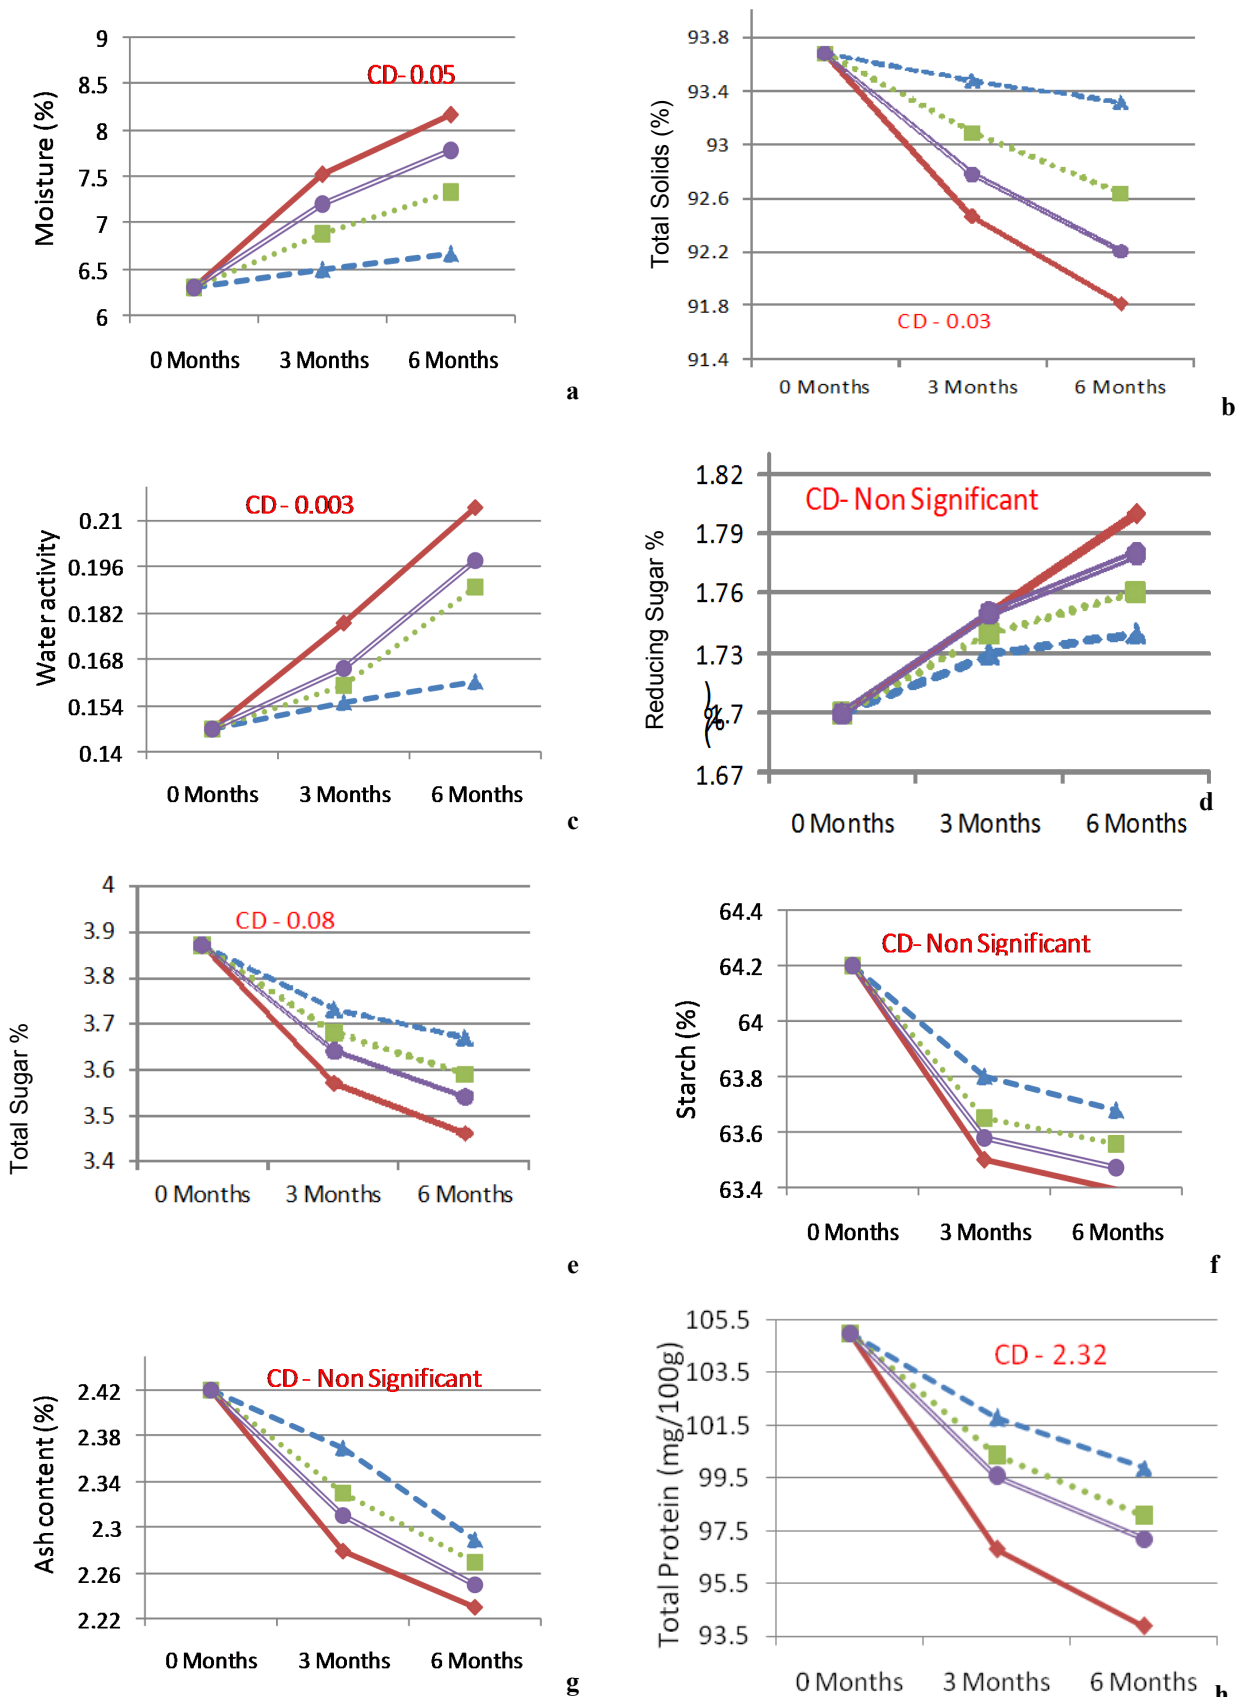 9
8.5
8
7.5
7
6.5
6
Moisture (%)
CD- 0.05
0 Months 3 Months 6 Months
a
93.8
93.4
93
92.6
92.2
91.8
91.4
Total Solids (%)
CD - 0.03
0 Months 3 Months 6 Months
b
0.21
0.196
0.182
0.168
0.154
0.14
Water activity
CD - 0.003
0 Months 3 Months 6 Months
c
1.82
1.79
1.76
1.73
1.7
1.67
Reducing Sugar %
(%)
CD- Non Significant
0 Months 3 Months 6 Months
d
4
3.9
3.8
3.7
3.6
3.5
3.4
Total Sugar %
CD - 0.08
0 Months 3 Months 6 Months
e
64.4
64.2
64
63.8
63.6
63.4
Starch (%)
CD- Non Significant
0 Months 3 Months 6 Months
f
2.42
2.38
2.34
2.3
2.26
2.22
Ash content (%)
CD - Non Significant
0 Months 3 Months 6 Months
g
105.5
103.5
101.5
99.5
97.5
95.5
93.5
Total Protein (mg/100g)
CD - 2.32
0 Months 3 Months 6 Months
h